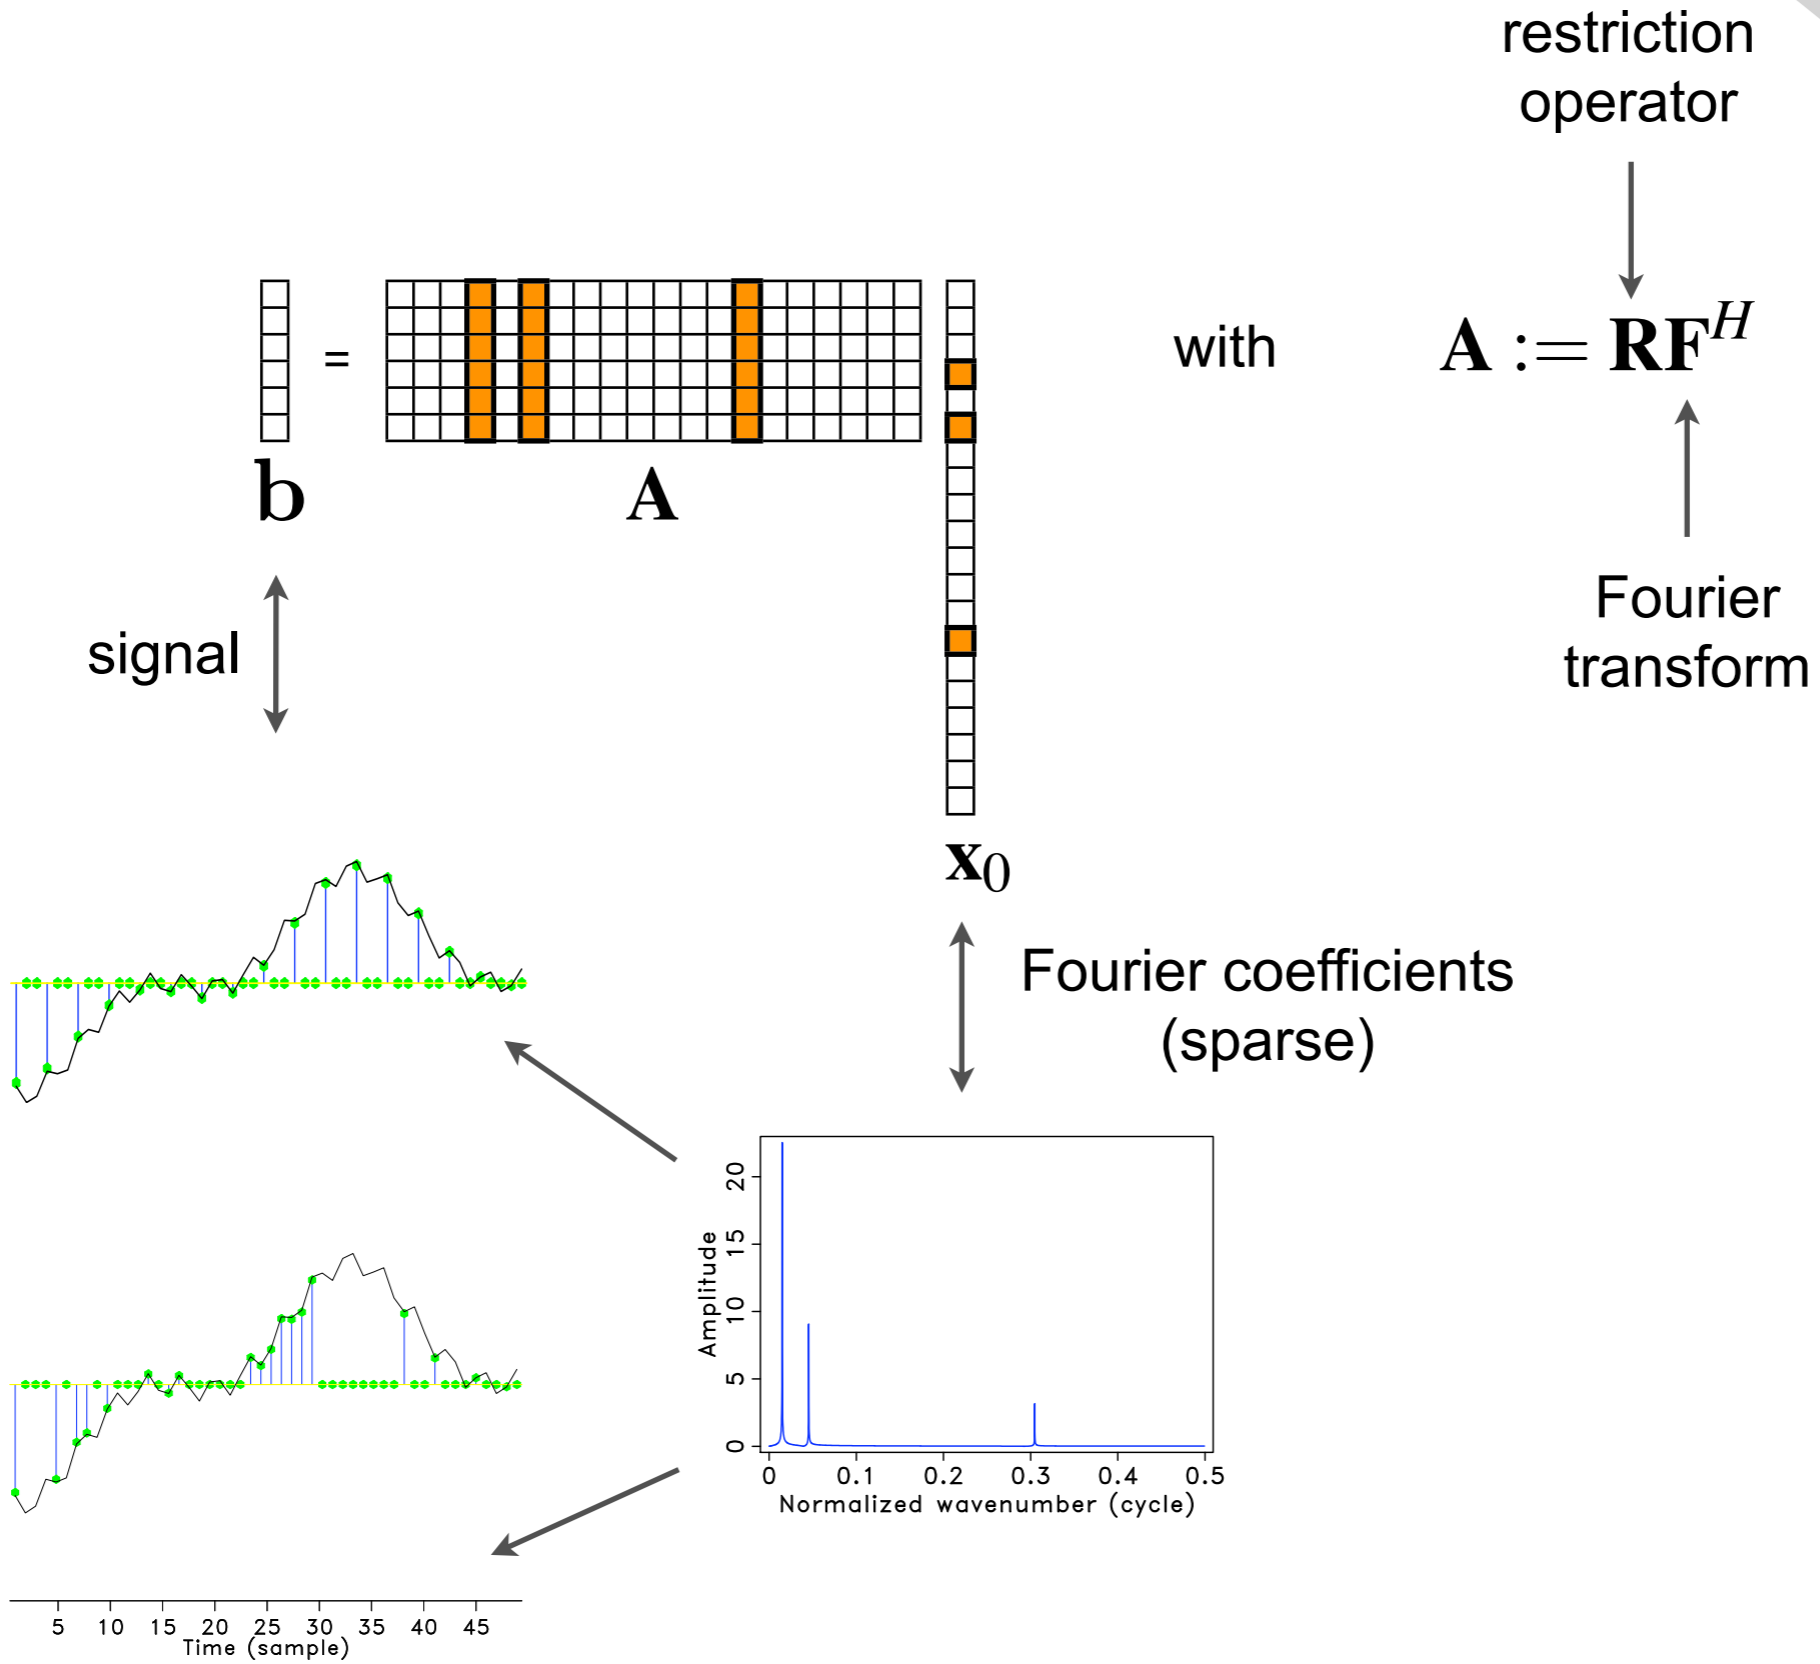 restriction
operator
=
with
A := RF^H
b
A
signal
Fourier
transform
x₀
Fourier coefficients
(sparse)
Amplitude
20
15
10
5
0
0 0.1 0.2 0.3 0.4 0.5
Normalized wavenumber (cycle)
5 10 15 20 25 30 35 40 45
Time (sample)